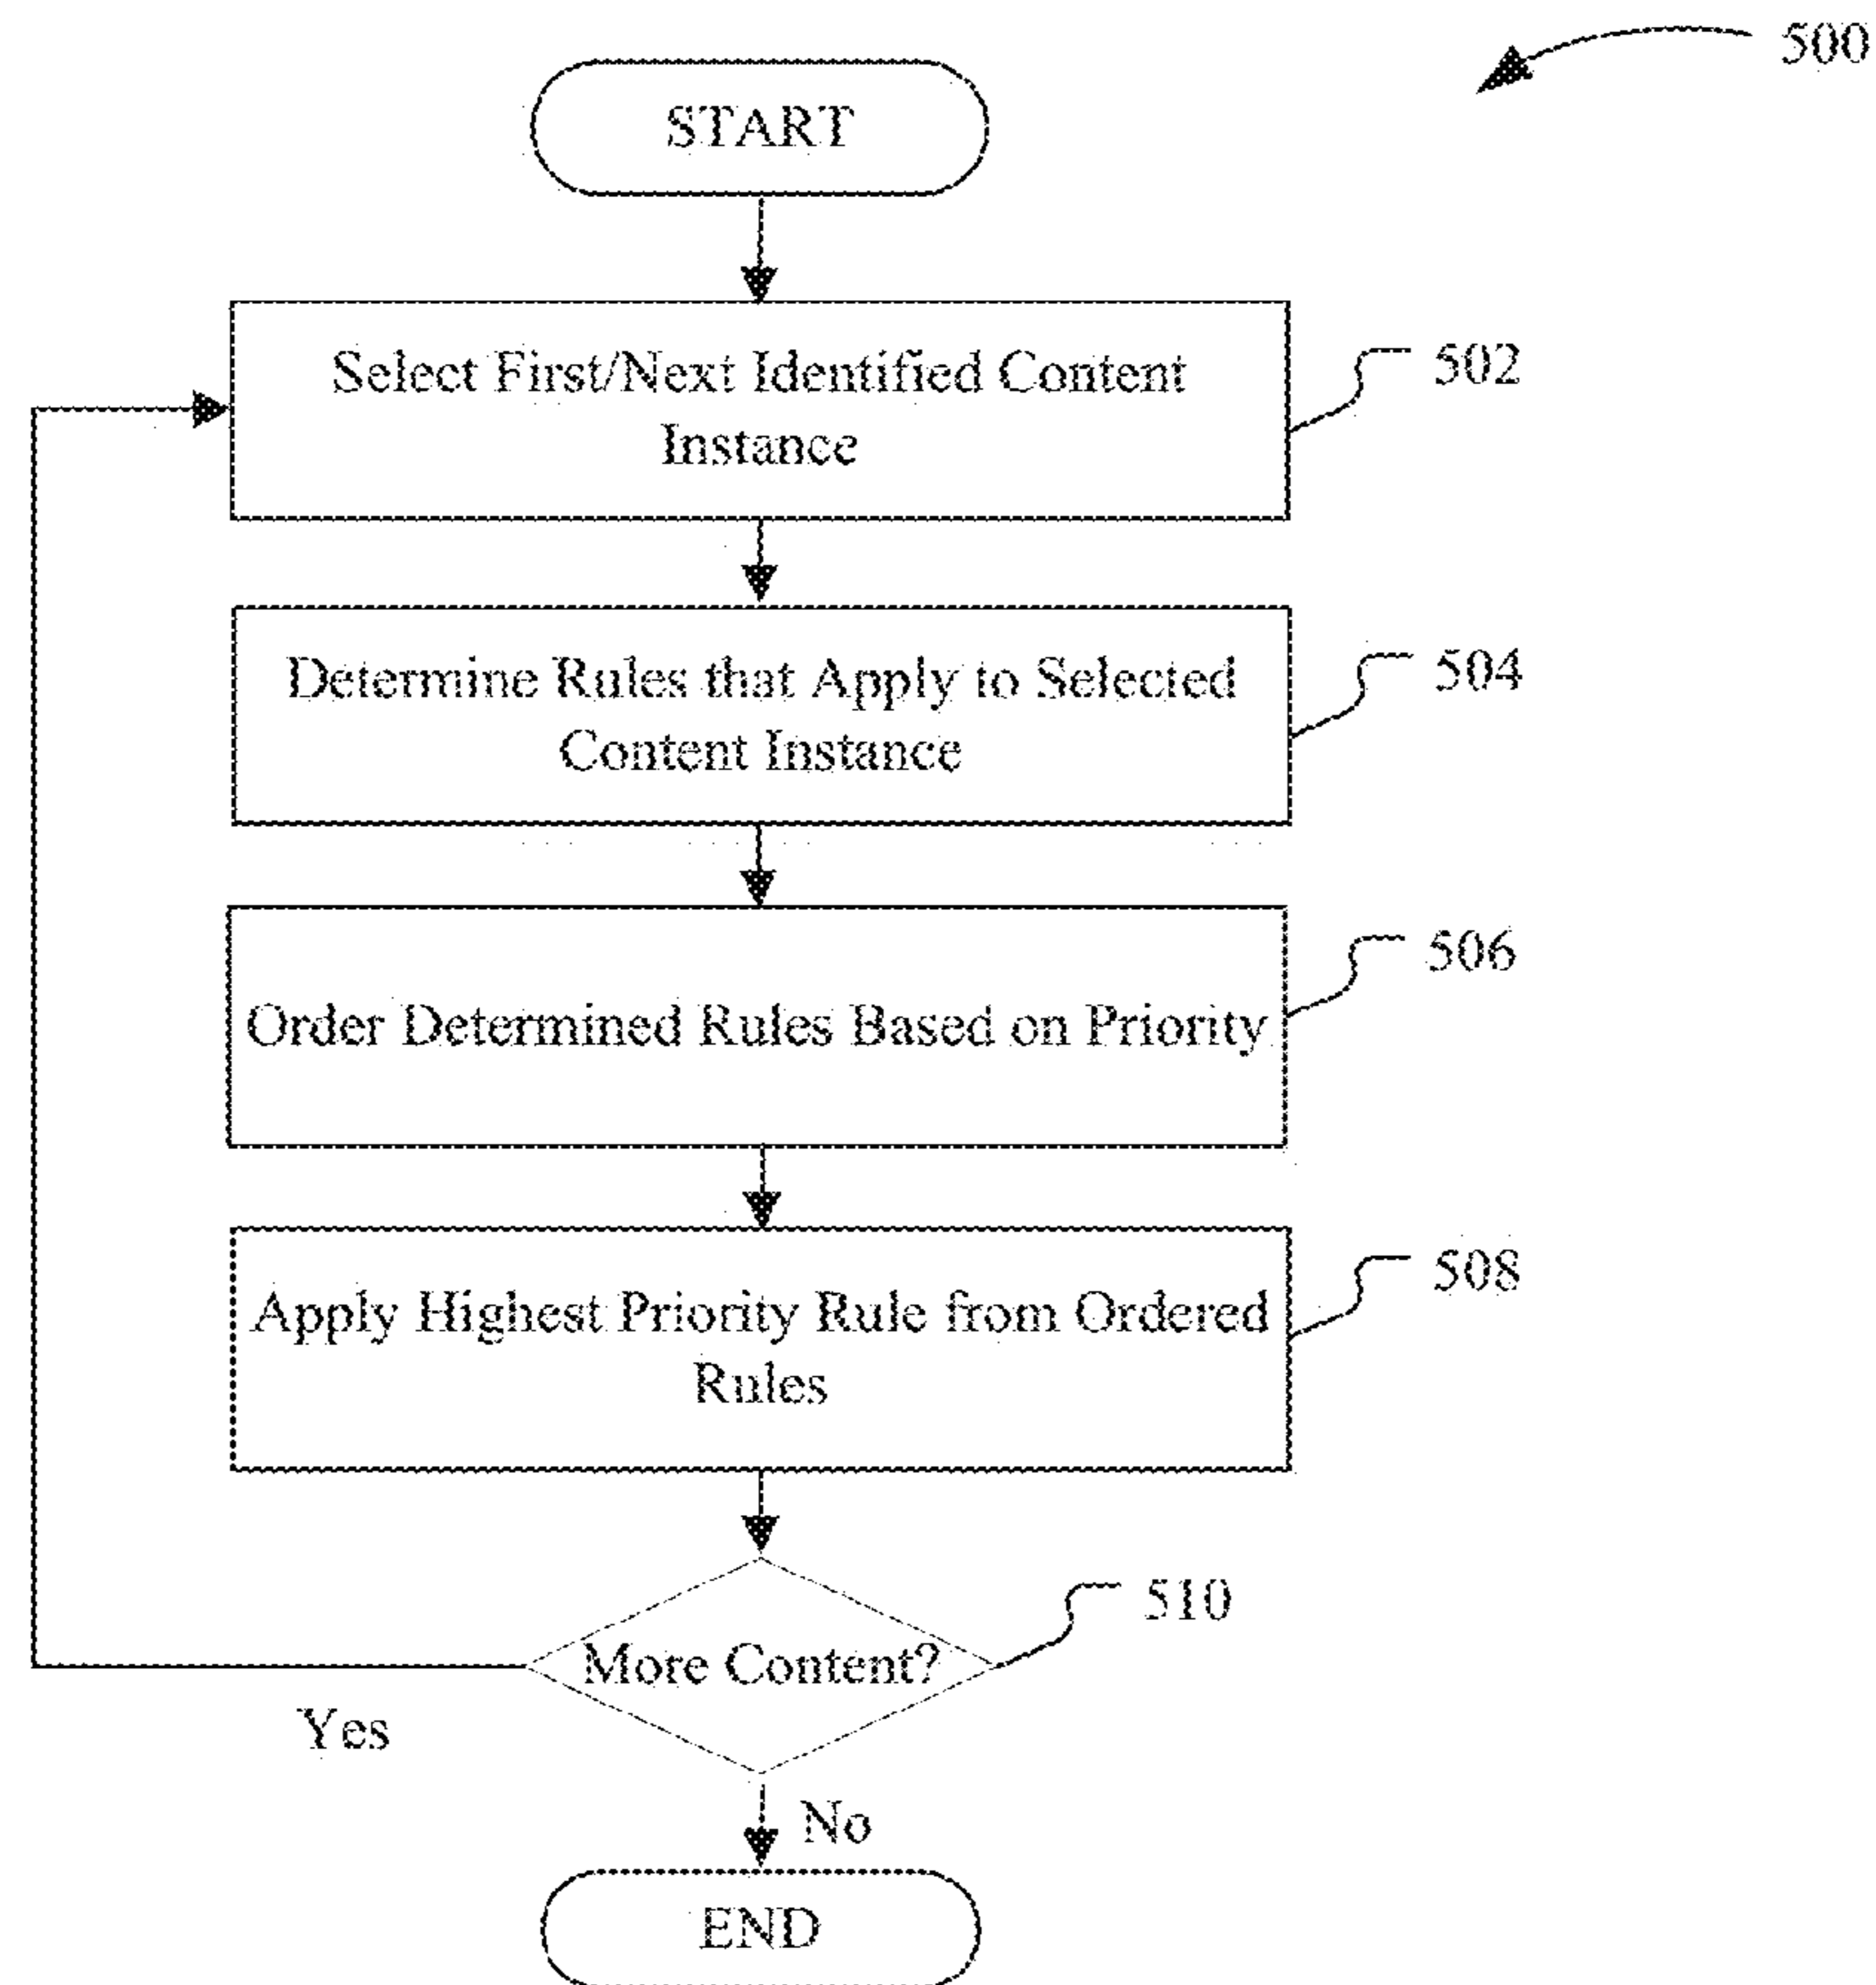 500
START
Select First/Next Identified Content
Instance
502
Determine Rules that Apply to Selected
Content Instance
504
Order Determined Rules Based on Priority
506
Apply Highest Priority Rule from Ordered
Rules
508
More Content?
510
Yes
No
END